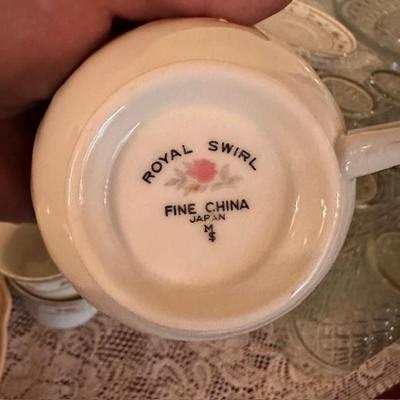 ROYAL SWIRL
FINE CHINA
JAPAN
M
$